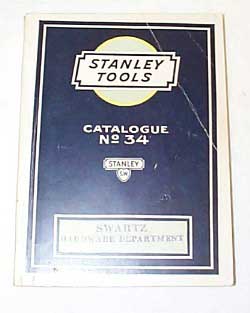 STANLEY
TOOLS
CATALOGUE
No 34
STANLEY
SW
SWARTZ
HARDWARE DEPARTMENT